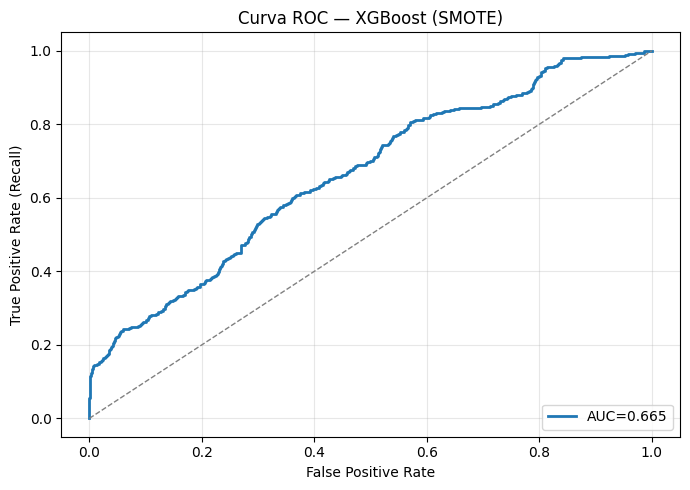 Curva ROC — XGBoost (SMOTE)
1.0
0.8
0.6
0.4
0.2
0.0
True Positive Rate (Recall)
AUC=0.665
0.0 0.2 0.4 0.6 0.8 1.0
False Positive Rate